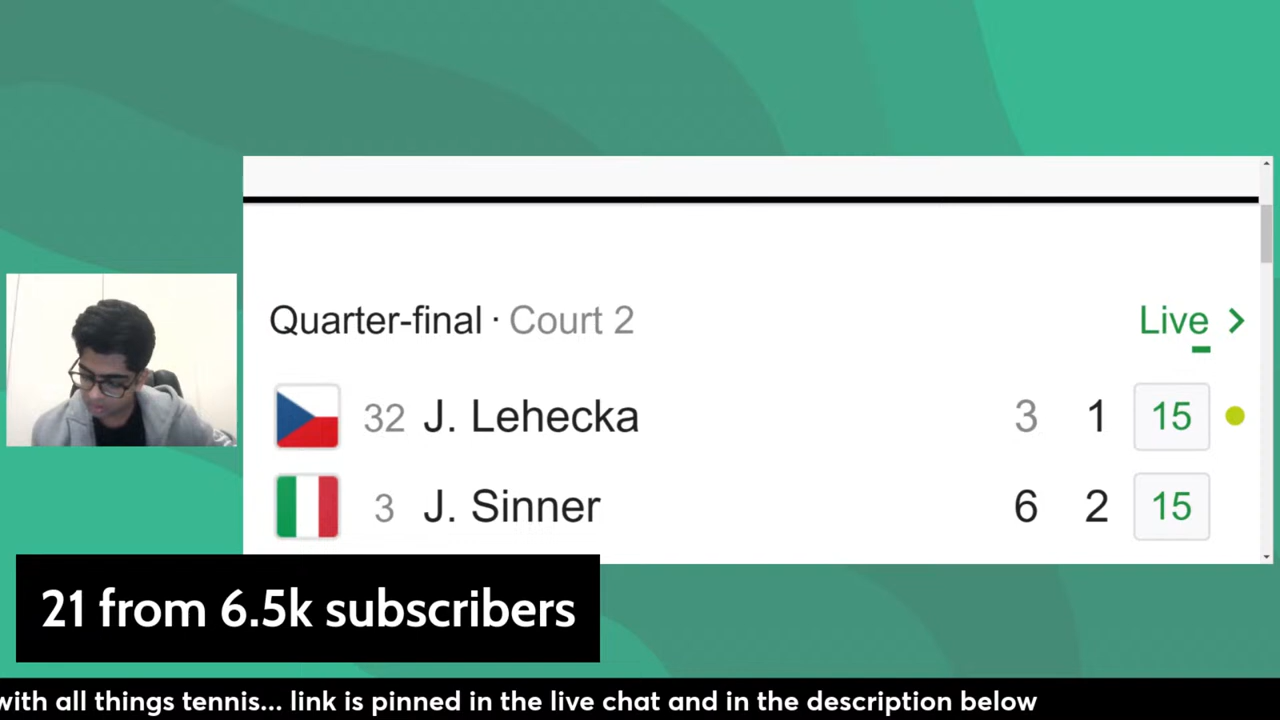 Quarter-final · Court 2 Live
32 J. Lehecka 3 1 15
3 J. Sinner 6 2 15
21 from 6.5k subscribers
with all things tennis... link is pinned in the live chat and in the description below